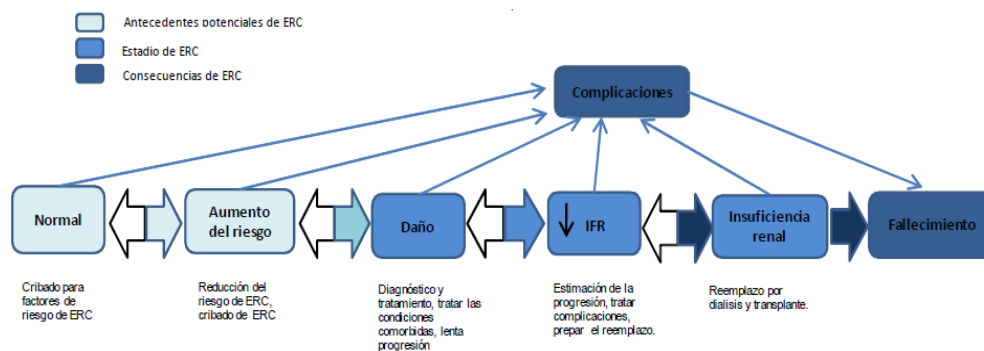 Antecedentes potenciales de ERC
Estadio de ERC
Consecuencias de ERC
Complicaciones
Normal
Aumento
del riesgo
Daño
IFR
Insuficiencia
renal
Fallecimiento
Cribado para
factores de
riesgo de ERC
Reducción del
riesgo de ERC,
cribado de ERC
Diagnóstico y
tratamiento, tratar las
condiciones
comorbidas, lenta
progresión
Estimación de la
progresión, tratar
complicaciones,
prepar el reemplazo.
Reemplazo por
dialisis y transplante.